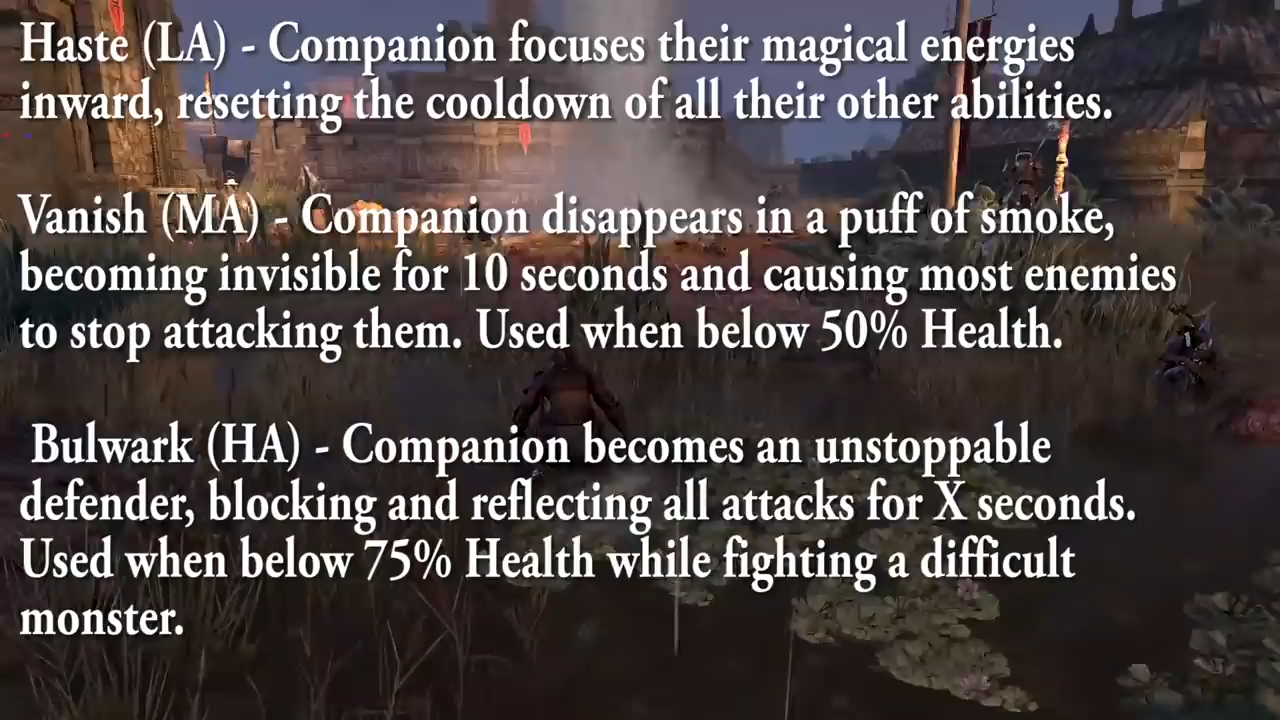 Haste (LA) - Companion focuses their magical energies
inward, resetting the cooldown of all their other abilities.
Vanish (MA) - Companion disappears in a puff of smoke,
becoming invisible for 10 seconds and causing most enemies
to stop attacking them. Used when below 50% Health.
Bulwark (HA) - Companion becomes an unstoppable
defender, blocking and reflecting all attacks for X seconds.
Used when below 75% Health while fighting a difficult
monster.